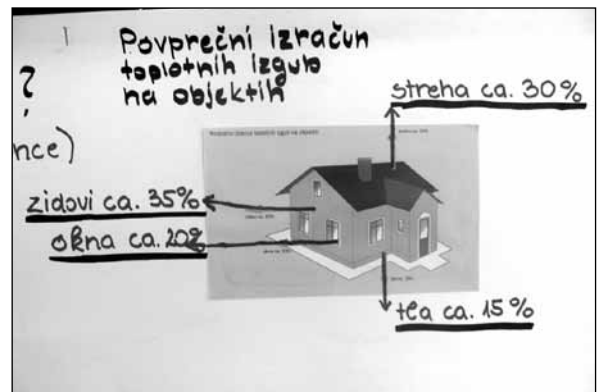 Povprečni izračun
toplotnih izgub
na objektih
?
nce)
streha ca. 30%
zidovi ca. 35%
okna ca. 20%
tla ca. 15%